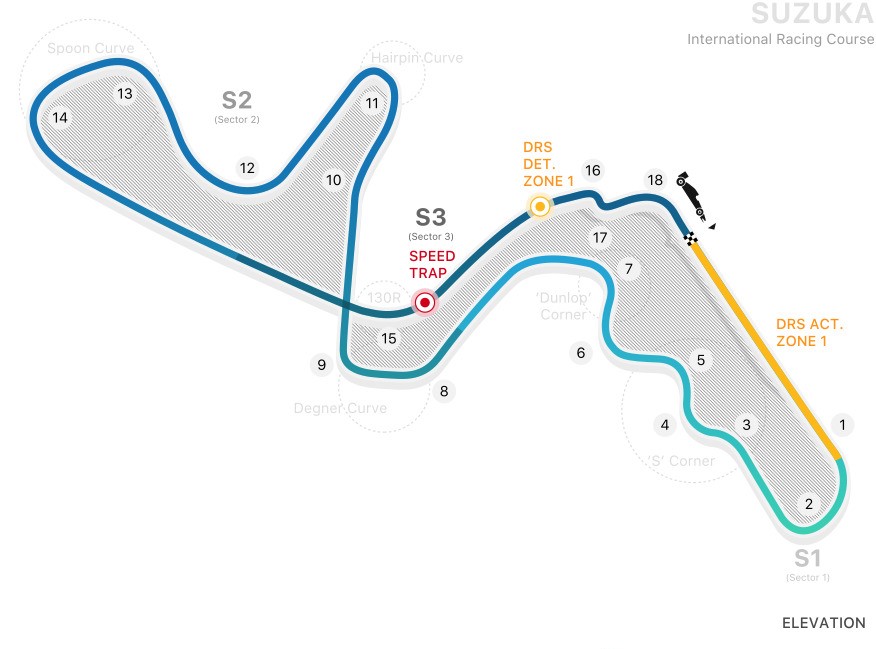 SUZUKA
International Racing Course
Spoon Curve
Hairpin Curve
13
14
S2
(Sector 2)
11
12
10
DRS
DET.
ZONE 1
16
18
S3
(Sector 3)
SPEED
TRAP
17
7
130R
'Dunlop'
Corner
DRS ACT.
ZONE 1
15
9
6
5
8
Degner Curve
4
3
1
'S' Corner
2
S1
(Sector 1)
ELEVATION